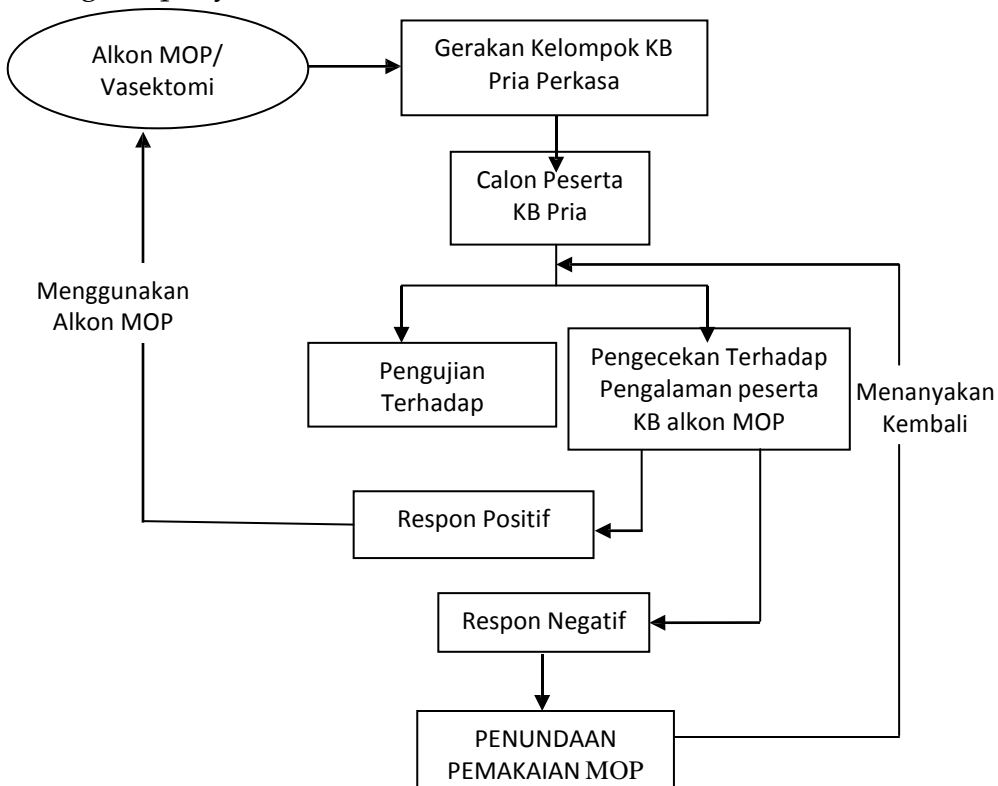 Alkon MOP/
Vasektomi
Gerakan Kelompok KB
Pria Perkasa
Calon Peserta
KB Pria
Menggunakan
Alkon MOP
Pengujian
Terhadap
Pengecekan Terhadap
Pengalaman peserta
KB alkon MOP
Menanyakan
Kembali
Respon Positif
Respon Negatif
PENUNDAAN
PEMAKAIAN MOP